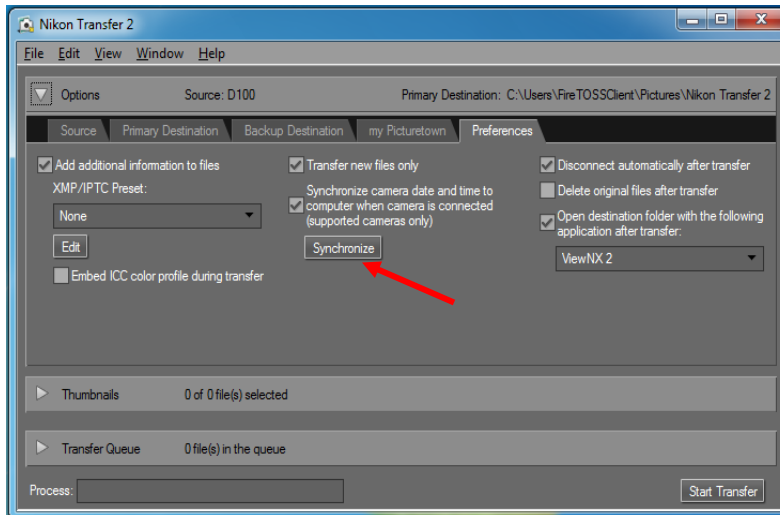 Nikon Transfer 2
File Edit View Window Help
Options Source: D100 Primary Destination: C:\Users\FireTOSSClient\Pictures\Nikon Transfer 2
Source Primary Destination Backup Destination my Picturetown Preferences
Add additional information to files
XMP/IPTC Preset:
None
Edit
Embed ICC color profile during transfer
Transfer new files only
Synchronize camera date and time to
computer when camera is connected
(supported cameras only)
Synchronize
Disconnect automatically after transfer
Delete original files after transfer
Open destination folder with the following
application after transfer:
ViewNX 2
Thumbnails 0 of 0 file(s) selected
Transfer Queue 0 file(s) in the queue
Process:
Start Transfer